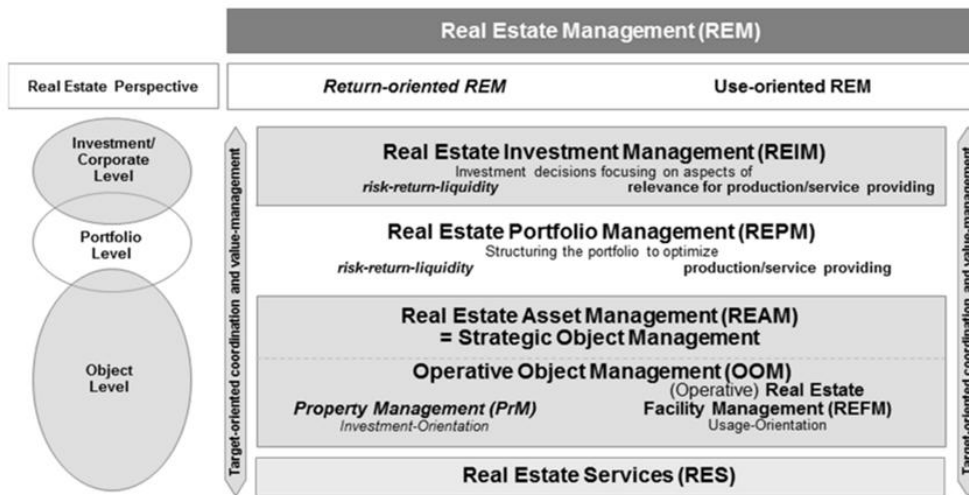 Real Estate Management (REM)
Real Estate Perspective
Return-oriented REM
Use-oriented REM
Investment/
Corporate
Level
Portfolio
Level
Object
Level
Target-oriented coordination and value-management
Real Estate Investment Management (REIM)
Investment decisions focusing on aspects of
risk-return-liquidity
relevance for production/service providing
Real Estate Portfolio Management (REPM)
Structuring the portfolio to optimize
risk-return-liquidity
production/service providing
Real Estate Asset Management (REAM)
= Strategic Object Management
Operative Object Management (OOM)
(Operative) Real Estate
Property Management (PrM)
Facility Management (REFM)
Investment-Orientation
Usage-Orientation
Real Estate Services (RES)
Target-oriented coordination and value-management